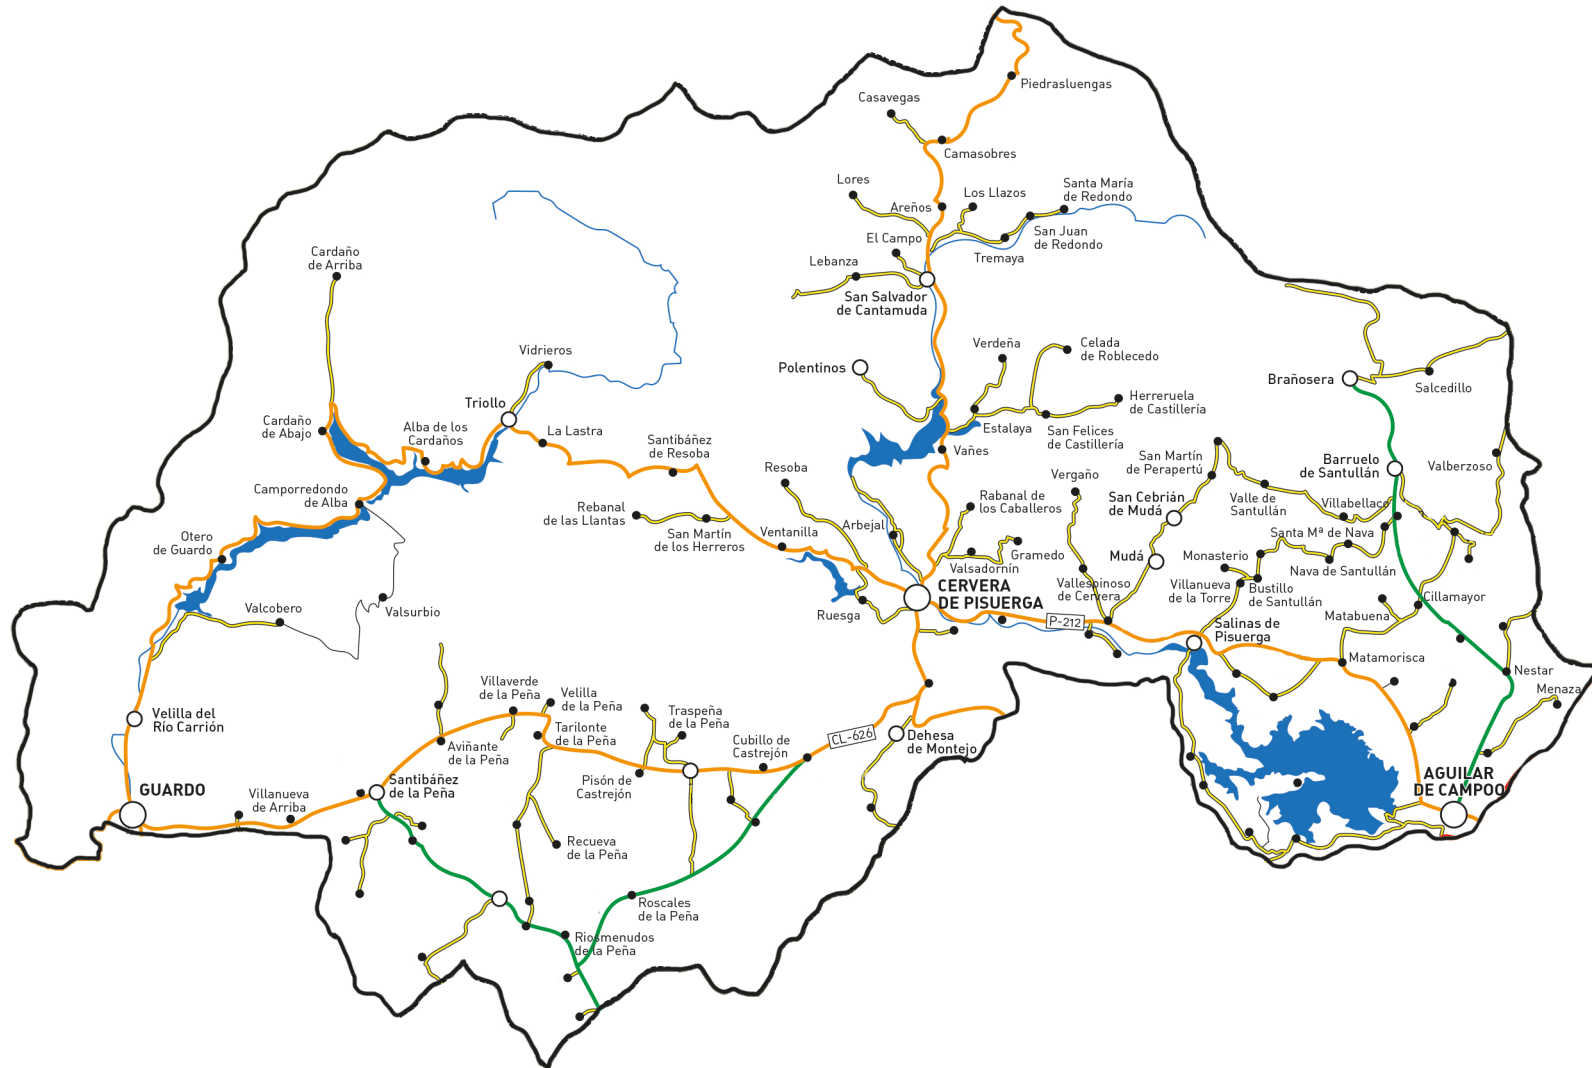 Piedrasluengas
Casavegas
Camasobres
Lores
Areños
Los Llazos
Santa María
de Redondo
El Campo
San Juan
de Redondo
Tremaya
Lebanza
San Salvador
de Cantamuda
Cardaño
de Arriba
Vidrieros
Triollo
Polentinos
Verdeña
Celada
de Roblecedo
Herreruela
de Castillería
Estalaya
San Felices
de Castillería
Vañes
Brañosera
Salcedillo
Cardaño
de Abajo
Alba de los
Cardaños
La Lastra
Santibáñez
de Resoba
Resoba
Camporredondo
de Alba
Rebanal
de las Llantas
San Martín
de los Herreros
Ventanilla
Arbejal
Rabanal de
los Caballeros
Vergaño
San Martín
de Perapertú
San Cebrián
de Mudá
Valle de
Santullán
Villabellaco
Barruelo
de Santullán
Valberzoso
Otero
de Guardo
Valcobero
Valsurbio
Ruesga
CERVERA
DE PISUERGA
Valsadornín
Gramedo
Vallespinoso
de Cervera
P-212
Mudá
Monasterio
Santa Mª de Nava
Nava de Santullán
Villanueva
de la Torre
Bustillo
de Santullán
Cillamayor
Matabuena
Salinas de
Pisuerga
Matamorisca
Nestar
Menaza
Velilla del
Río Carrión
Villaverde
de la Peña
Velilla
de la Peña
Tarilonte
de la Peña
Traspeña
de la Peña
Aviñante
de la Peña
Cubillo de
Castrejón
CL-626
Dehesa
de Montejo
Pisón de
Castrejón
GUARDO
Villanueva
de Arriba
Santibáñez
de la Peña
AGUILAR
DE CAMPOO
Recueva
de la Peña
Roscales
de la Peña
Riosmenudos
de la Peña